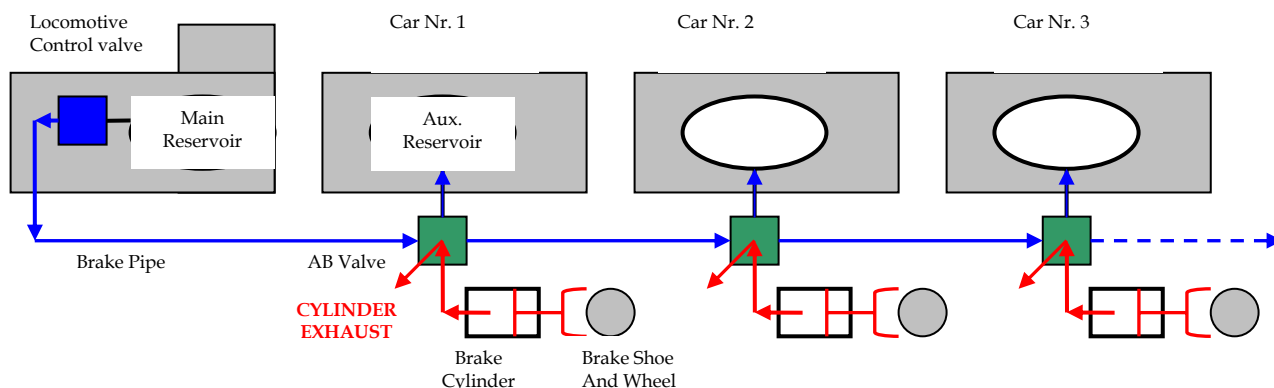 Locomotive
Control valve
Car Nr. 1
Car Nr. 2
Car Nr. 3
Main
Reservoir
Aux.
Reservoir
Brake Pipe
AB Valve
CYLINDER
EXHAUST
Brake
Cylinder
Brake Shoe
And Wheel